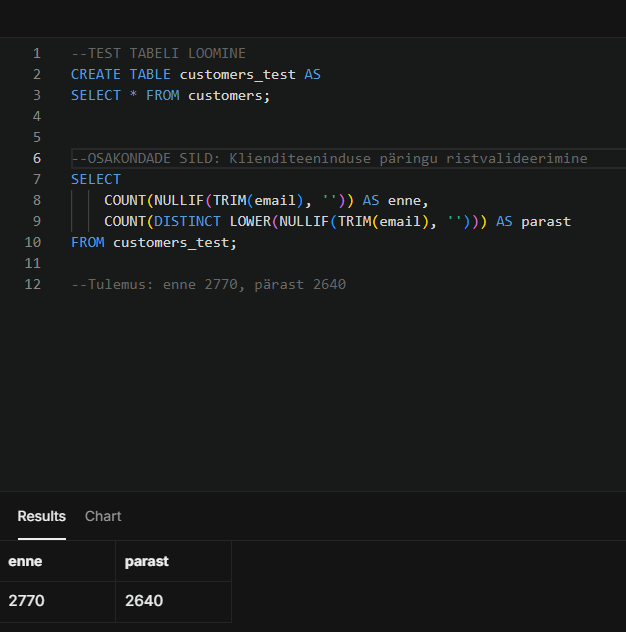 1 --TEST TABELI LOOMINE
2 CREATE TABLE customers_test AS
3 SELECT * FROM customers;
4
5
6 --OSAKONDADE SILD: Klienditeeninduse päringu ristvalideerimine
7 SELECT
8 COUNT(NULLIF(TRIM(email), '')) AS enne,
9 COUNT(DISTINCT LOWER(NULLIF(TRIM(email), ''))) AS parast
10 FROM customers_test;
11
12 --Tulemus: enne 2770, pärast 2640
Results Chart
enne parast
2770 2640